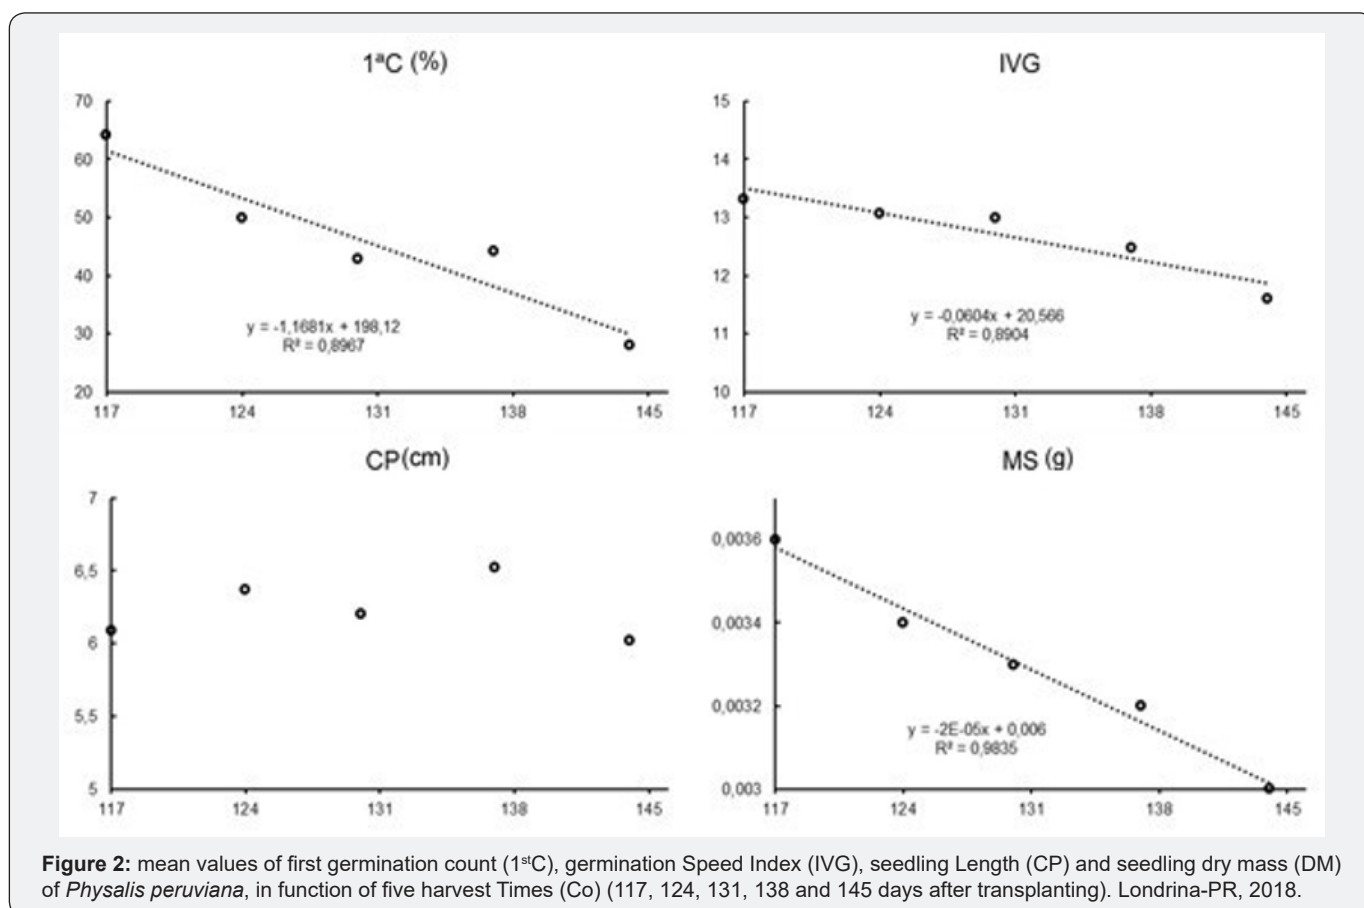 1ªC (%)
70
60
50
40
30
20
y = -1,1681x + 198,12
R² = 0,8967
117 124 131 138 145
IVG
15
14
13
12
11
10
y = -0,0604x + 20,566
R² = 0,8904
117 124 131 138 145
CP(cm)
7
6,5
6
5,5
5
117 124 131 138 145
MS (g)
0,0036
0,0034
0,0032
0,003
y = -2E-05x + 0,006
R² = 0,9835
117 124 131 138 145
Figure 2: mean values of first germination count (1stC), germination Speed Index (IVG), seedling Length (CP) and seedling dry mass (DM)
of Physalis peruviana, in function of five harvest Times (Co) (117, 124, 131, 138 and 145 days after transplanting). Londrina-PR, 2018.